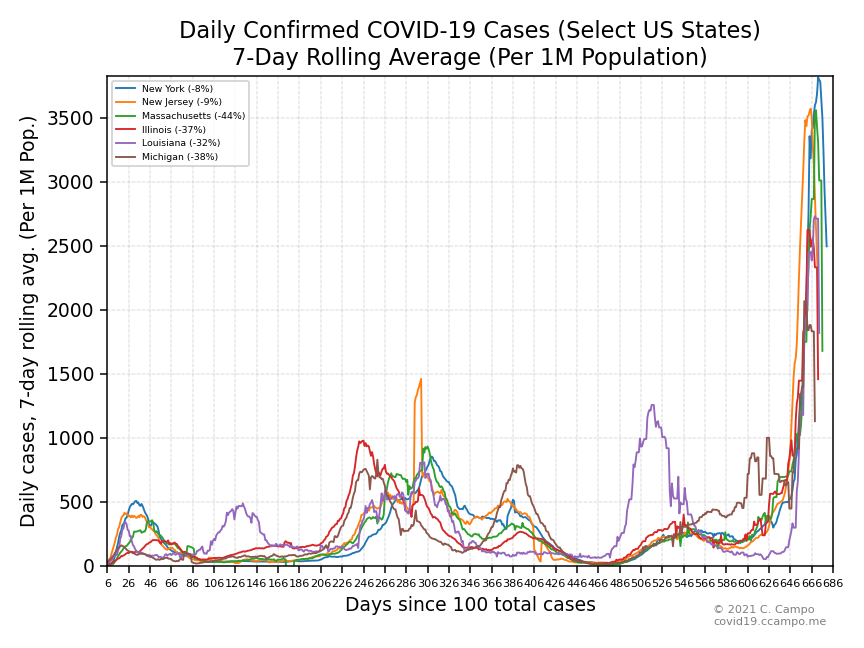 Daily Confirmed COVID-19 Cases (Select US States)
7-Day Rolling Average (Per 1M Population)
New York (-8%)
New Jersey (-9%)
Massachusetts (-44%)
Illinois (-37%)
Louisiana (-32%)
Michigan (-38%)
Daily cases, 7-day rolling avg. (Per 1M Pop.)
3500
3000
2500
2000
1500
1000
500
0
6 26 46 66 86 106 126 146 166 186 206 226 246 266 286 306 326 346 366 386 406 426 446 466 486 506 526 546 566 586 606 626 646 666 686
Days since 100 total cases
© 2021 C. Campo
covid19.ccampo.me